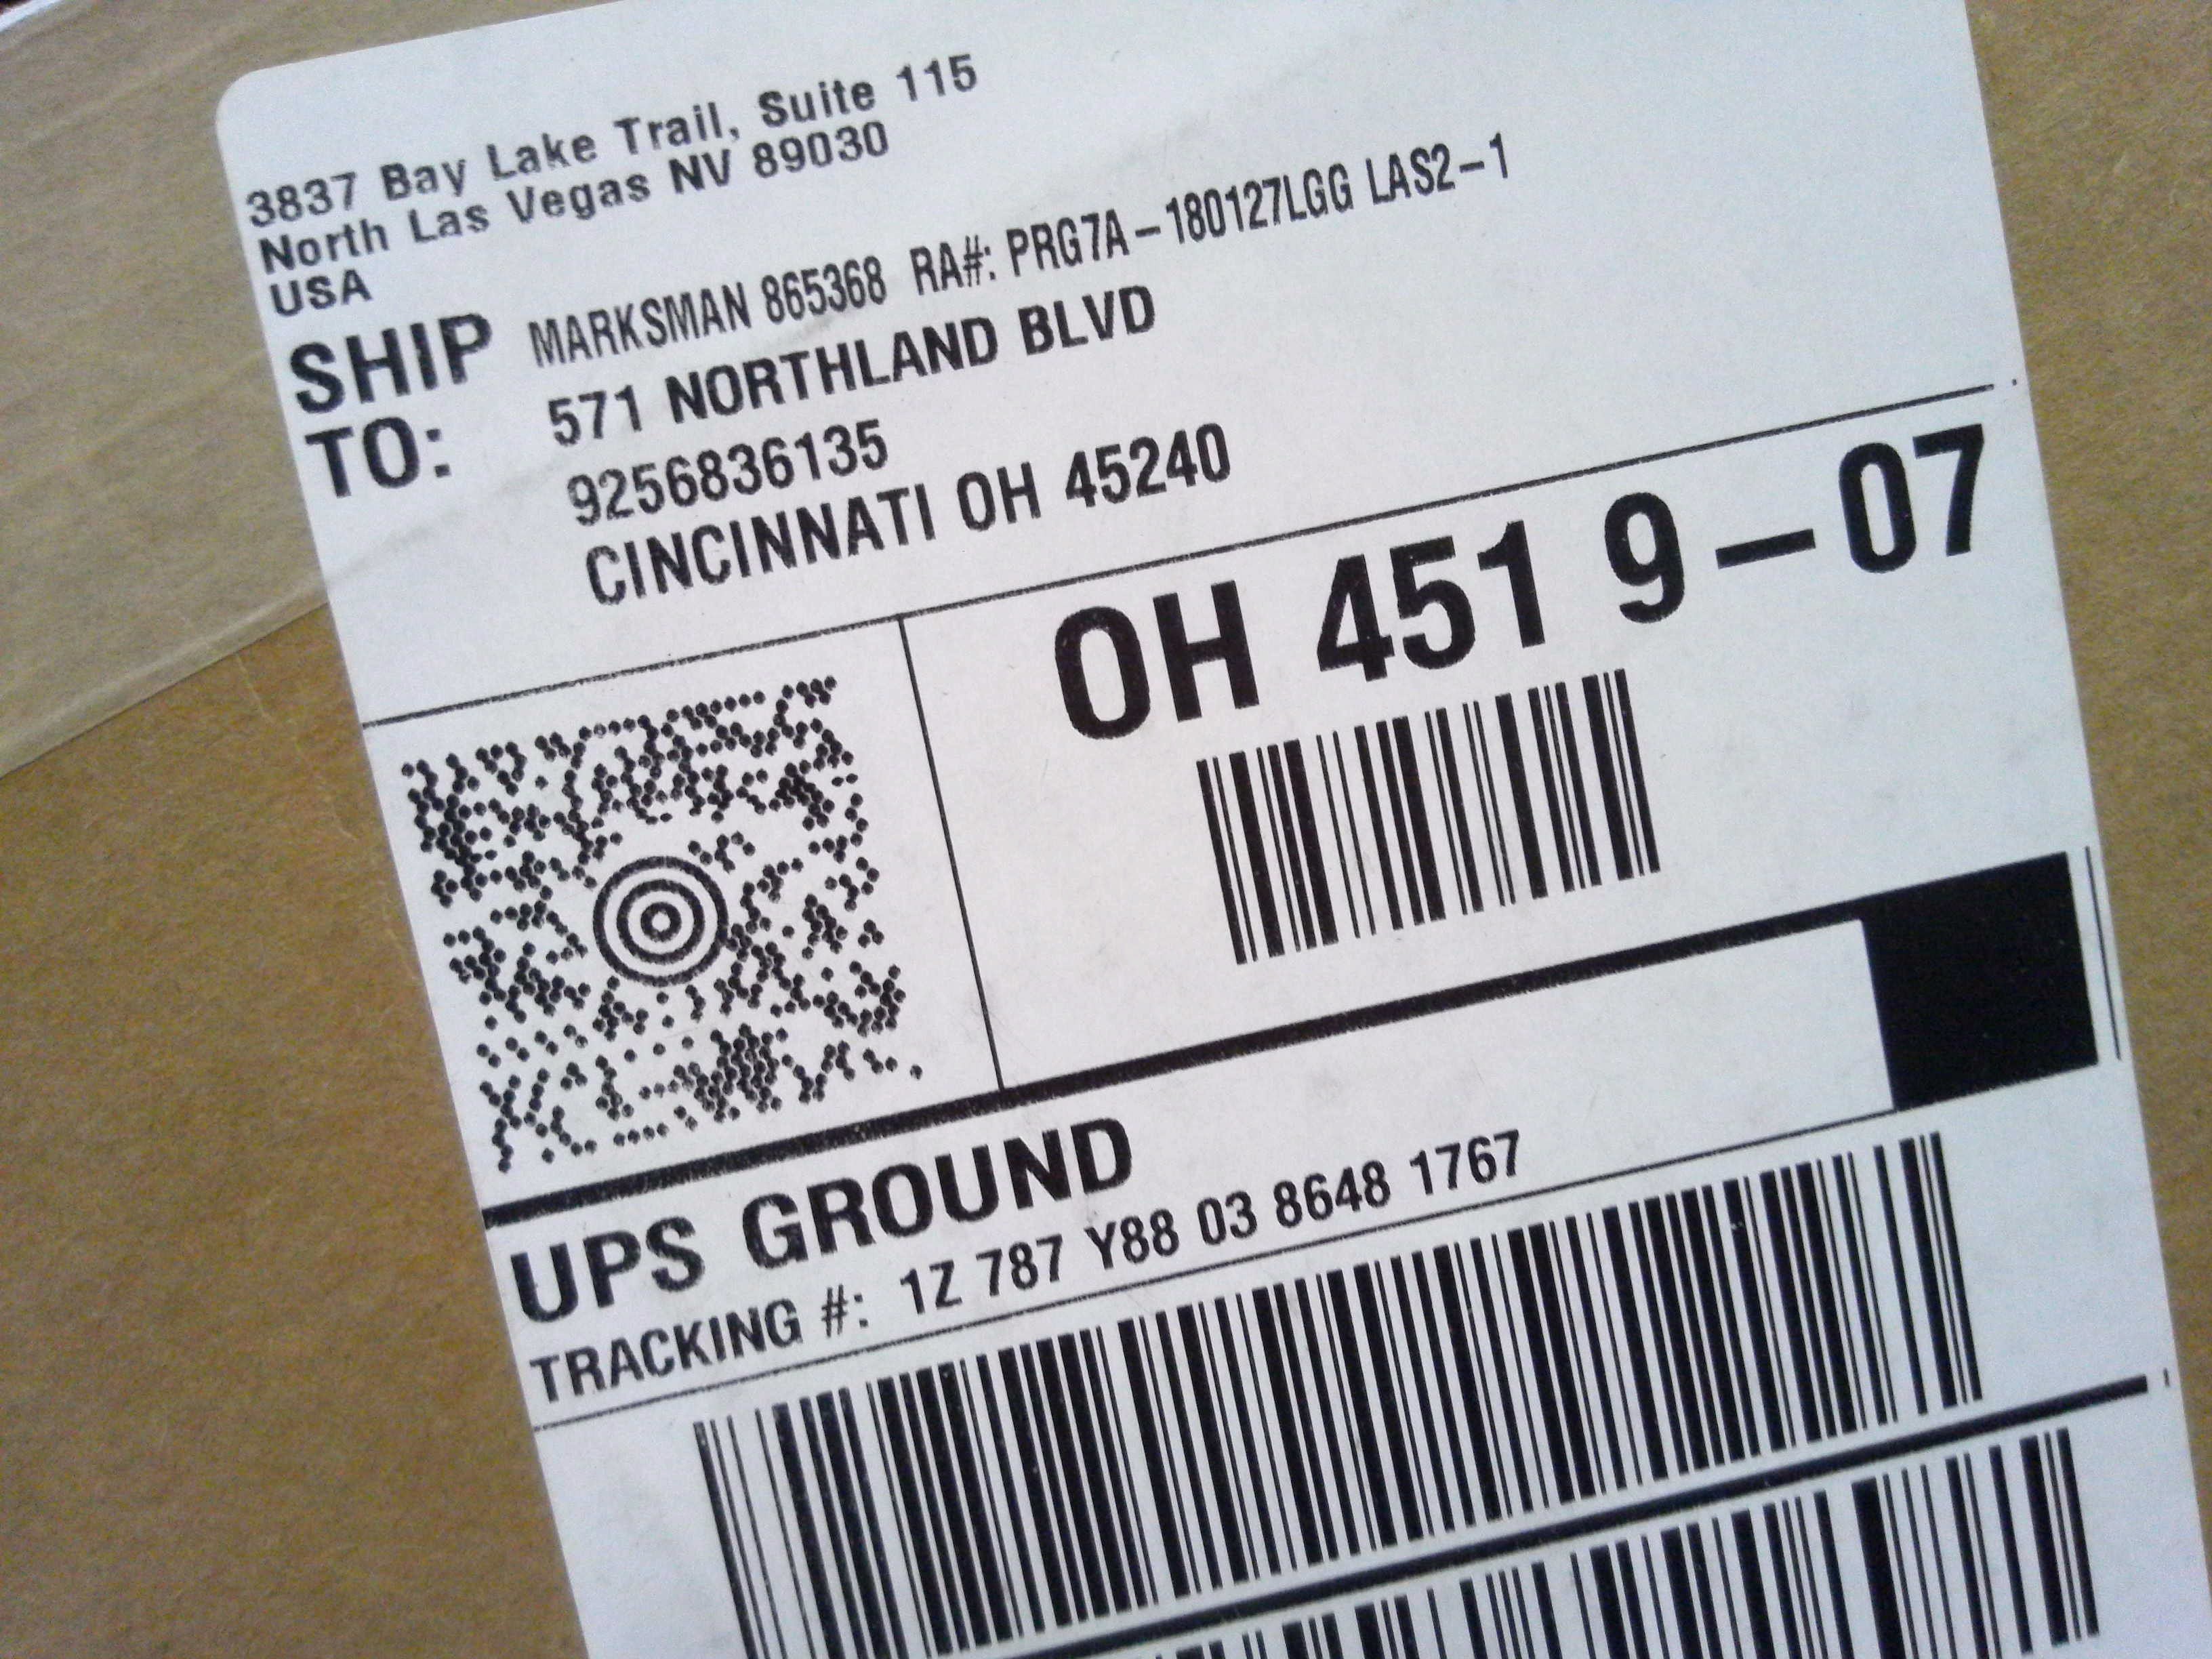 3837 Bay Lake Trail, Suite 115
North Las Vegas NV 89030
USA
SHIP TO:
MARKSMAN 865368 RA#: PRG7A-180127LGG LAS2-1
571 NORTHLAND BLVD
9256836135
CINCINNATI OH 45240
OH 451 9-07
UPS GROUND
TRACKING #: 1Z 787 Y88 03 8648 1767